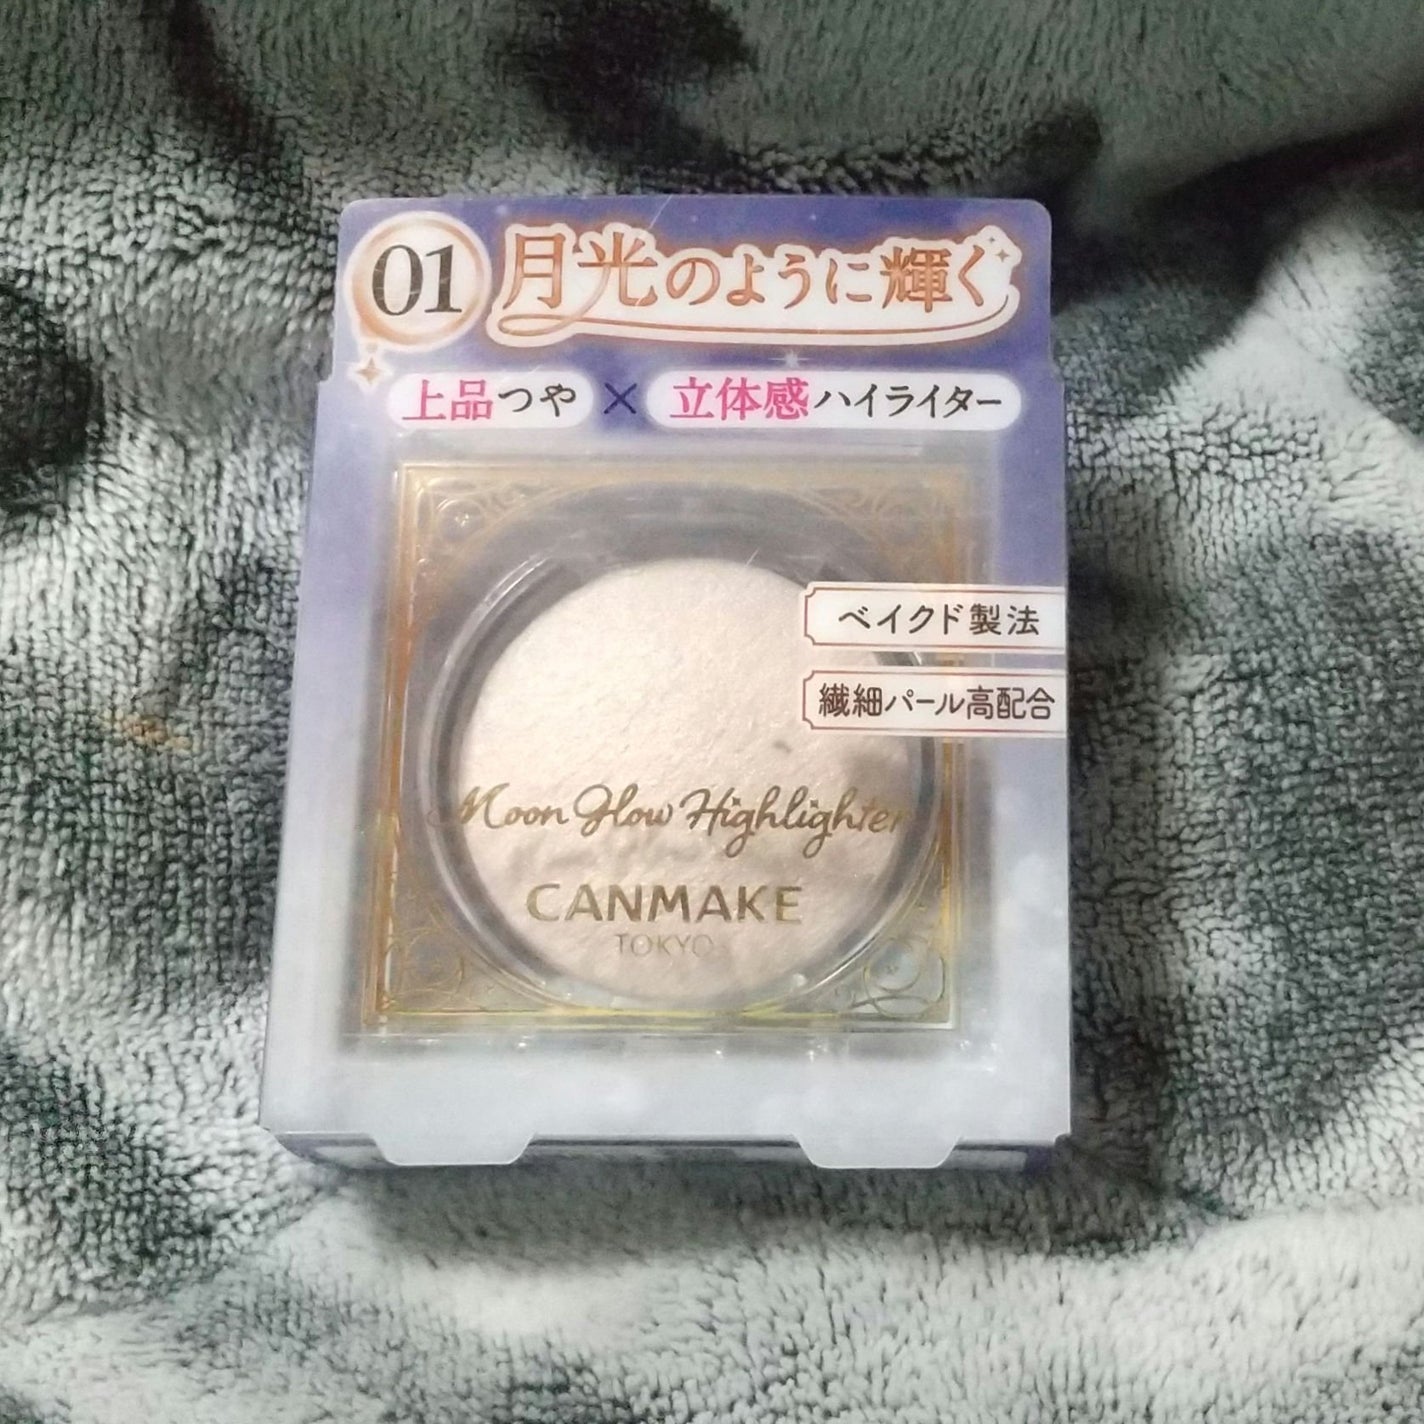 01 月光のように輝く
上品つや × 立体感ハイライター
ベイクド製法
繊細パール高配合
Moon Glow Highlighter
CANMAKE
TOKYO